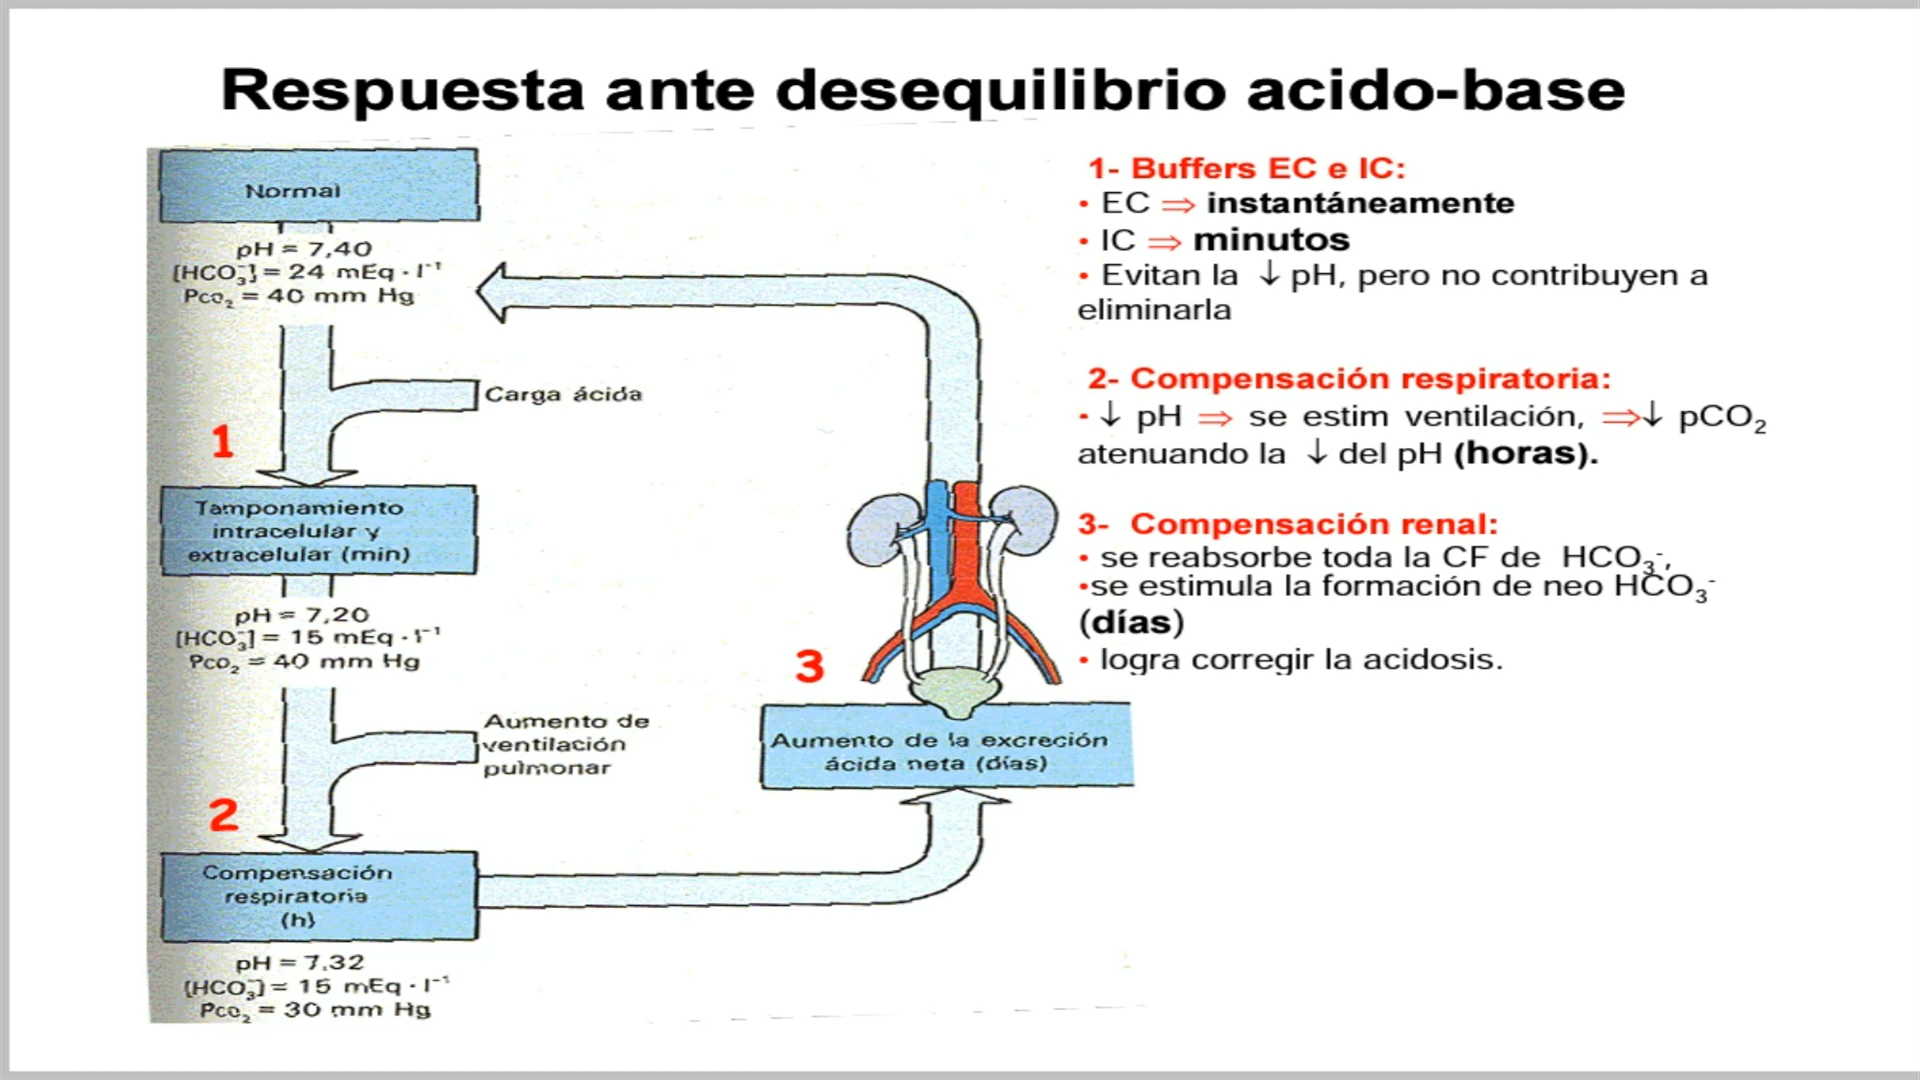 Respuesta ante desequilibrio acido-base
Normal
pH = 7,40
[HCO₃⁻] = 24 mEq · l⁻¹
Pco₂ = 40 mm Hg
Carga ácida
1
Tamponamiento
intracelular y
extracelular (min)
pH = 7,20
[HCO₃⁻] = 15 mEq · l⁻¹
Pco₂ = 40 mm Hg
Aumento de
ventilación
pulmonar
2
Compensación
respiratoria
(h)
pH = 7,32
[HCO₃⁻] = 15 mEq · l⁻¹
Pco₂ = 30 mm Hg
3
Aumento de la excreción
ácida neta (días)
1- Buffers EC e IC:
• EC ⇒ instantáneamente
• IC ⇒ minutos
• Evitan la ↓ pH, pero no contribuyen a
eliminarla
2- Compensación respiratoria:
• ↓ pH ⇒ se estim ventilación, ⇒↓ pCO₂
atenuando la ↓ del pH (horas).
3- Compensación renal:
• se reabsorbe toda la CF de HCO₃⁻,
•se estimula la formación de neo HCO₃⁻
(días)
• logra corregir la acidosis.